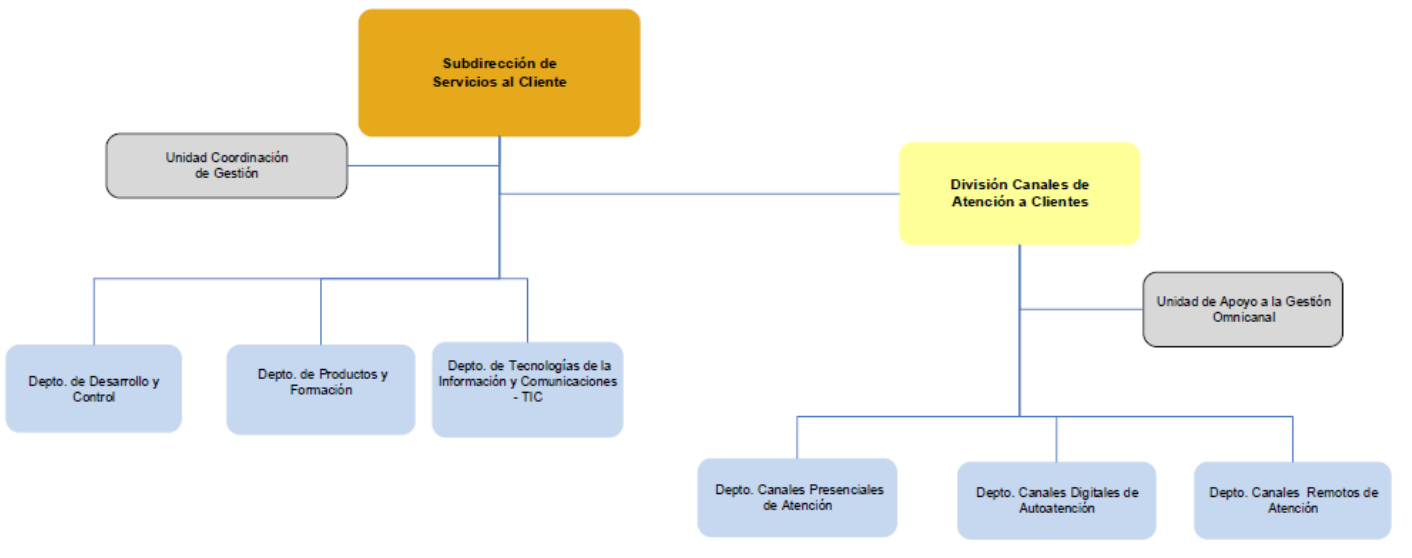 Subdirección de
Servicios al Cliente
Unidad Coordinación
de Gestión
División Canales de
Atención a Clientes
Unidad de Apoyo a la Gestión
Omnicanal
Depto. de Desarrollo y
Control
Depto. de Productos y
Formación
Depto. de Tecnologías de la
Información y Comunicaciones
- TIC
Depto. Canales Presenciales
de Atención
Depto. Canales Digitales de
Autoatención
Depto. Canales Remotos de
Atención